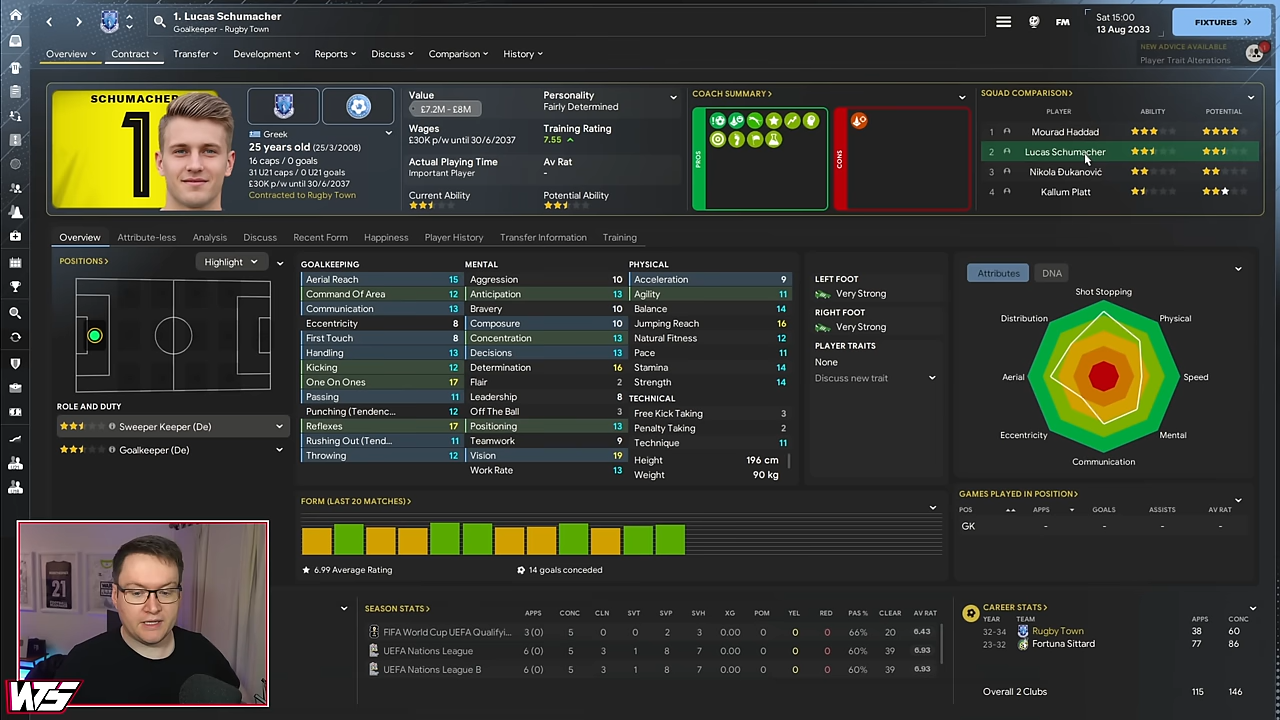 1. Lucas Schumacher
Goalkeeper - Rugby Town
FM
Sat 15:00
13 Aug 2033
FIXTURES
NEW ADVICE AVAILABLE
Player Trait Alterations
Overview
Contract
Transfer
Development
Reports
Discuss
Comparison
History
SCHUMACHER
1
Greek
25 years old (25/3/2008)
16 caps / 0 goals
31 U21 caps / 0 U21 goals
£30K p/w until 30/6/2037
Contracted to Rugby Town
Value
£7.2M - £8M
Wages
£30K p/w until 30/6/2037
Actual Playing Time
Important Player
Current Ability
Personality
Fairly Determined
Training Rating
7.55
Av Rat
-
Potential Ability
COACH SUMMARY >
PROS
CONS
SQUAD COMPARISON >
PLAYER ABILITY POTENTIAL
1 Mourad Haddad
2 Lucas Schumacher
3 Nikola Đukanović
4 Kallum Platt
Overview
Attribute-less
Analysis
Discuss
Recent Form
Happiness
Player History
Transfer Information
Training
POSITIONS >
Highlight
ROLE AND DUTY
Sweeper Keeper (De)
Goalkeeper (De)
GOALKEEPING
Aerial Reach 15
Command Of Area 12
Communication 13
Eccentricity 8
First Touch 8
Handling 13
Kicking 12
One On Ones 17
Passing 11
Punching (Tendenc... 12
Reflexes 17
Rushing Out (Tend... 11
Throwing 12
MENTAL
Aggression 10
Anticipation 13
Bravery 10
Composure 10
Concentration 13
Decisions 13
Determination 16
Flair 2
Leadership 8
Off The Ball 3
Positioning 13
Teamwork 9
Vision 19
Work Rate 13
PHYSICAL
Acceleration 9
Agility 11
Balance 14
Jumping Reach 16
Natural Fitness 12
Pace 11
Stamina 14
Strength 14
TECHNICAL
Free Kick Taking 3
Penalty Taking 2
Technique 11
Height 196 cm
Weight 90 kg
LEFT FOOT
Very Strong
RIGHT FOOT
Very Strong
PLAYER TRAITS
None
Discuss new trait
Attributes
DNA
Shot Stopping
Physical
Speed
Mental
Communication
Eccentricity
Aerial
Distribution
FORM (LAST 20 MATCHES) >
6.99 Average Rating
14 goals conceded
GAMES PLAYED IN POSITION >
POS APPS GOALS ASSISTS AV RAT
GK - - - -
SEASON STATS >
APPS CONC CLN SVT SVP SVH XG POM YEL RED PAS % CLEAR AV RAT
FIFA World Cup UEFA Qualifyi... 3 (0) 5 0 0 2 3 0.00 0 0 0 66% 20 6.43
UEFA Nations League 6 (0) 5 3 1 8 7 0.00 0 0 0 60% 39 6.93
UEFA Nations League B 6 (0) 5 3 1 8 7 0.00 0 0 0 60% 39 6.93
CAREER STATS >
YEAR TEAM APPS CONC
32-34 Rugby Town 38 60
23-32 Fortuna Sittard 77 86
Overall 2 Clubs 115 146
21
WTS